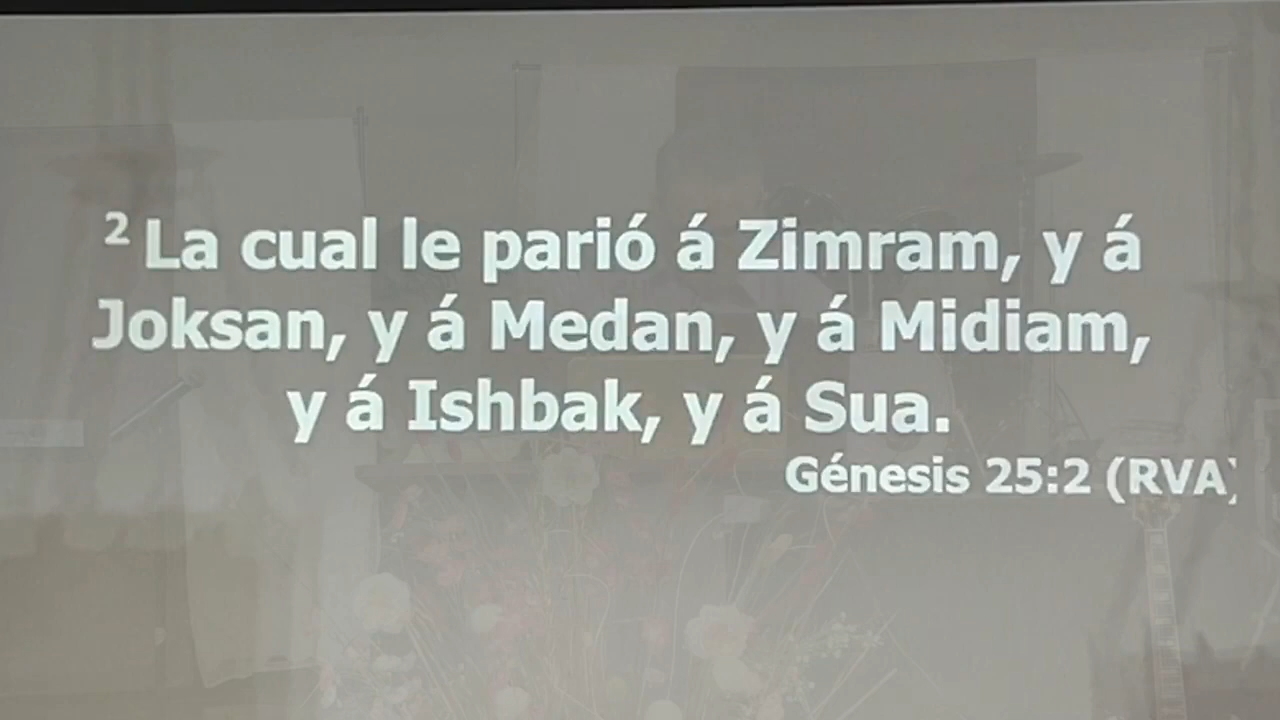 2 La cual le parió á Zimram, y á
Joksan, y á Medan, y á Midiam,
y á Ishbak, y á Sua.
Génesis 25:2 (RVA)